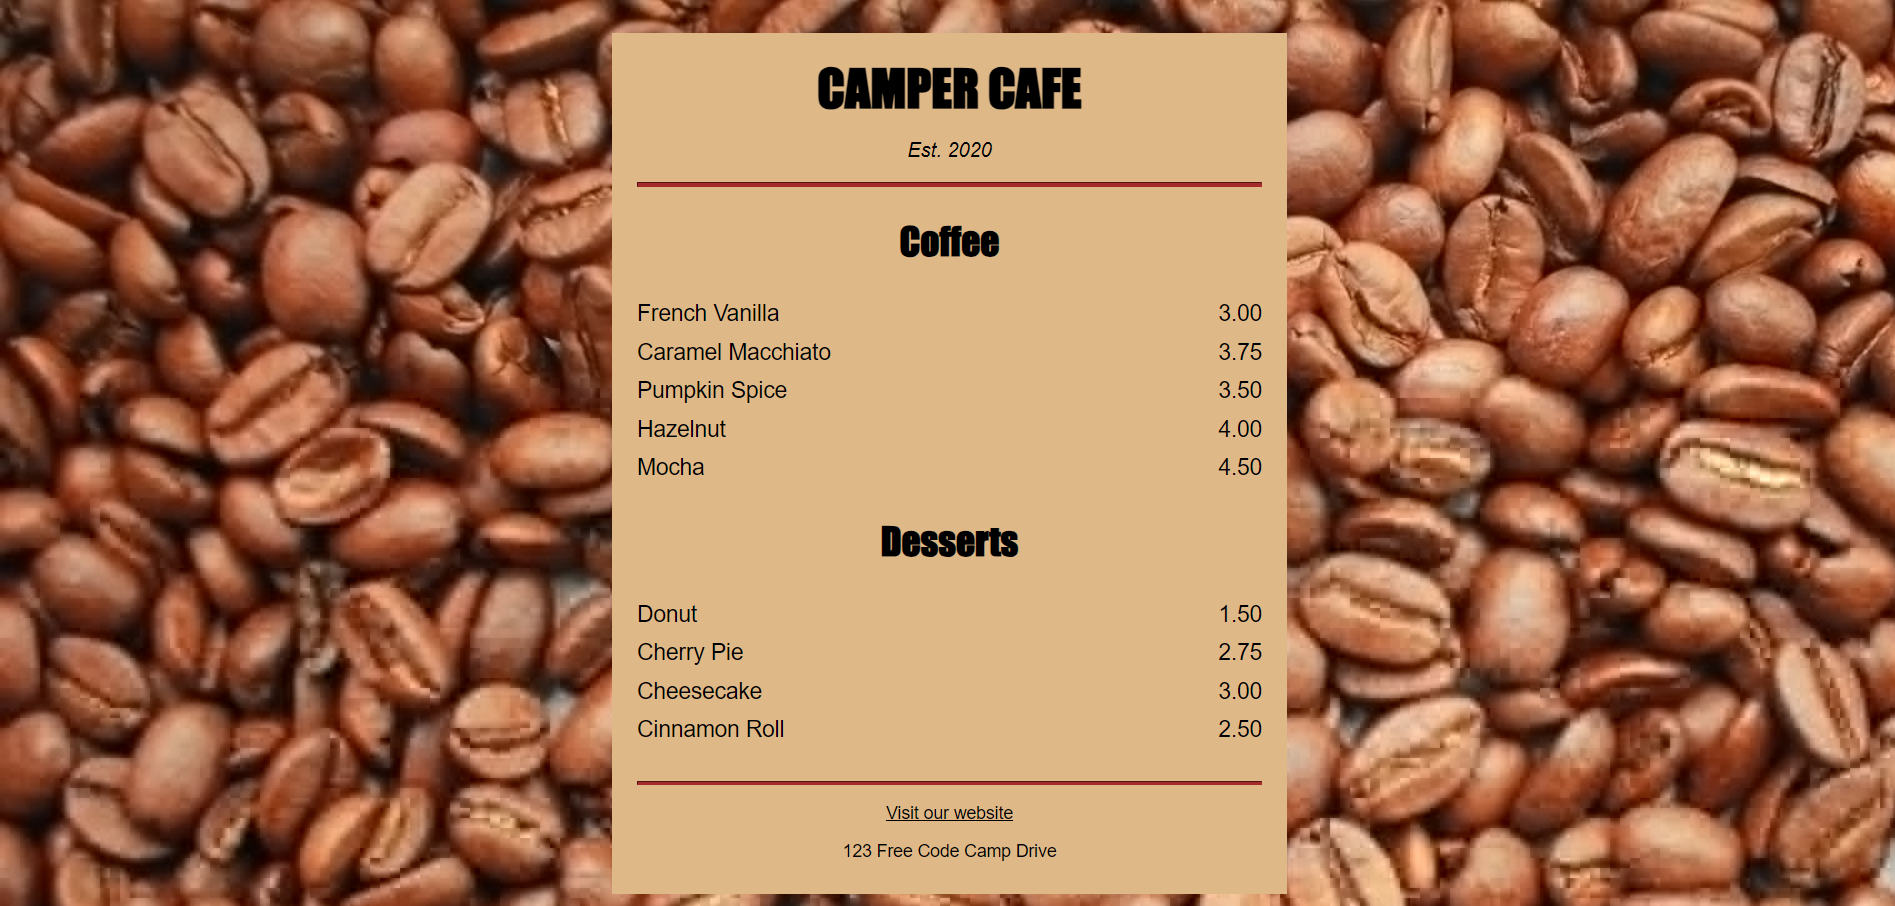 CAMPER CAFE
Est. 2020
Coffee
French Vanilla 3.00
Caramel Macchiato 3.75
Pumpkin Spice 3.50
Hazelnut 4.00
Mocha 4.50
Desserts
Donut 1.50
Cherry Pie 2.75
Cheesecake 3.00
Cinnamon Roll 2.50
Visit our website
123 Free Code Camp Drive